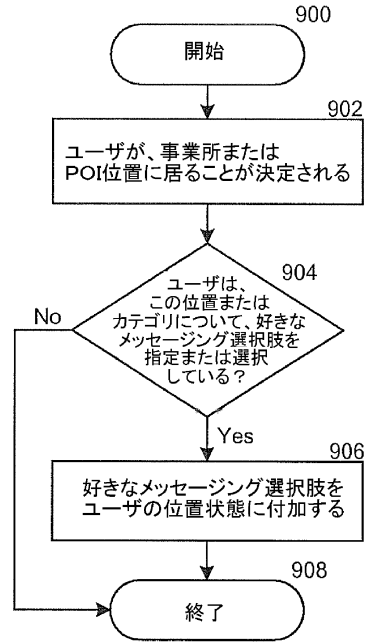 900
開始
902
ユーザが、事業所または
POI位置に居ることが決定される
904
ユーザは、
この位置または
カテゴリについて、好きな
メッセージング選択肢を
指定または選択
している?
No
Yes
906
好きなメッセージング選択肢を
ユーザの位置状態に付加する
908
終了